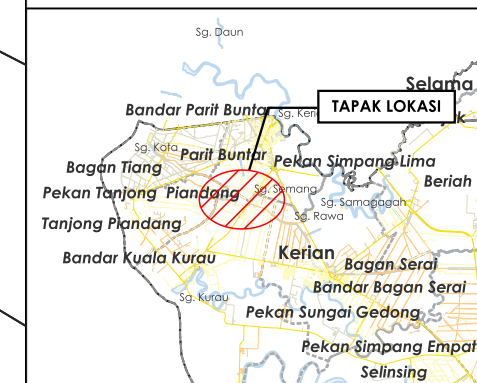 Sg. Daun
Selama
TAPAK LOKASI
Bandar Parit Buntar
Sg. Kota
Parit Buntar
Pekan Simpang Lima
Bagan Tiang
Beriah
Pekan Tanjong Piandang
Sg. Semang
Sg. Samagagah
Sg. Rawa
Tanjong Piandang
Kerian
Bandar Kuala Kurau
Bagan Serai
Bandar Bagan Serai
Sg. Kurau
Pekan Sungai Gedong
Pekan Simpang Empat
Selinsing